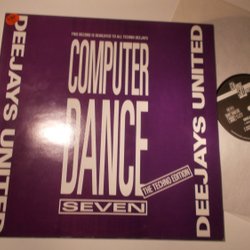 THIS RECORD IS DEDICATED TO ALL TECHNO DEEJAYS
COMPUTER
DANCE
THE TECHNO EDITION
SEVEN
DEEJAYS UNITED
DEEJAYS UNITED